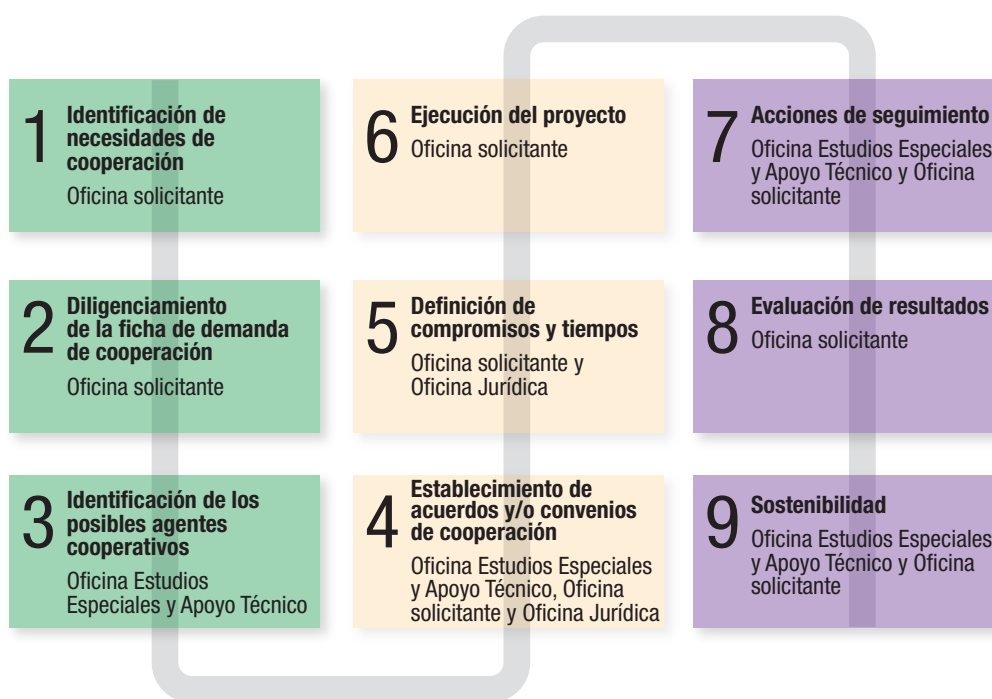 1
Identificación de
necesidades de
cooperación
Oficina solicitante
2
Diligenciamiento
de la ficha de demanda
de cooperación
Oficina solicitante
3
Identificación de los
posibles agentes
cooperativos
Oficina Estudios
Especiales y Apoyo Técnico
4
Establecimiento de
acuerdos y/o convenios
de cooperación
Oficina Estudios Especiales
y Apoyo Técnico, Oficina
solicitante y Oficina Jurídica
5
Definición de
compromisos y tiempos
Oficina solicitante y
Oficina Jurídica
6
Ejecución del proyecto
Oficina solicitante
7
Acciones de seguimiento
Oficina Estudios Especiales
y Apoyo Técnico y Oficina
solicitante
8
Evaluación de resultados
Oficina solicitante
9
Sostenibilidad
Oficina Estudios Especiales
y Apoyo Técnico y Oficina
solicitante